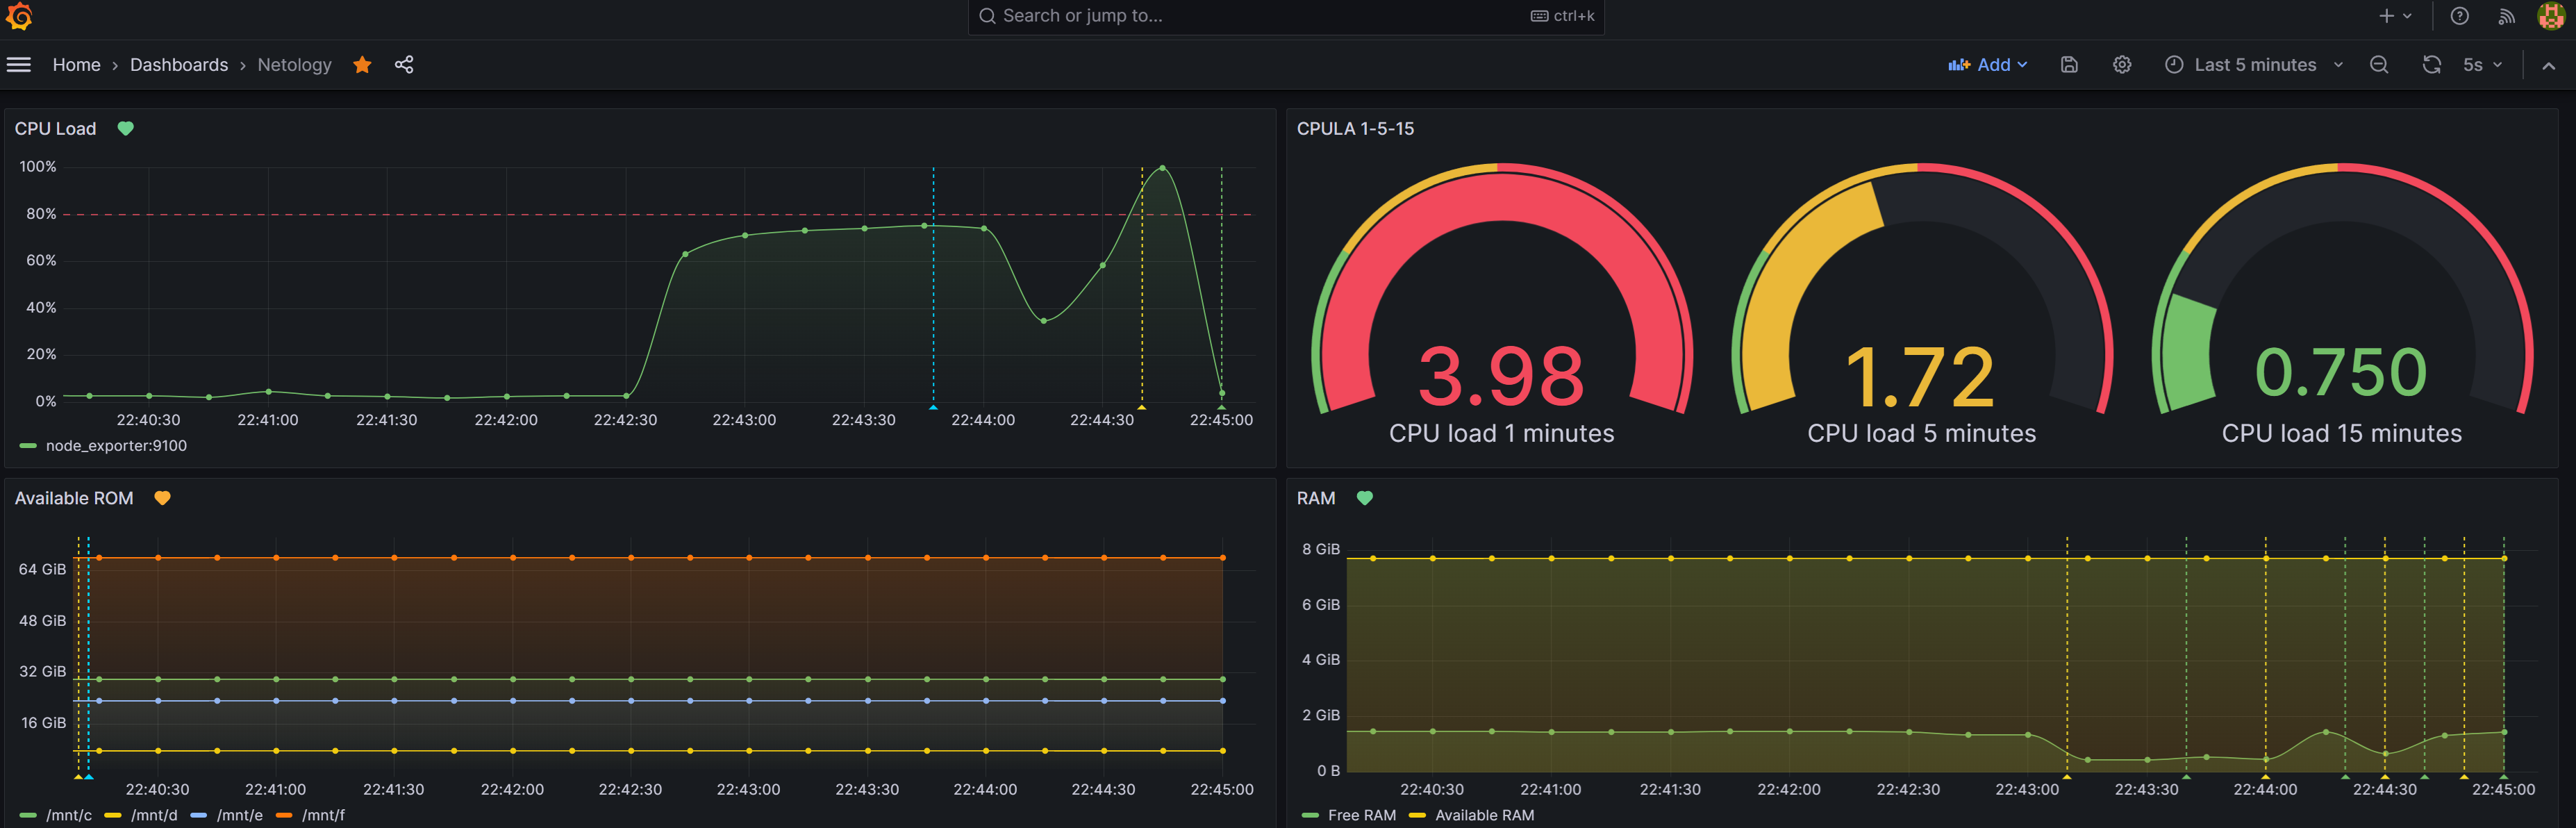 Search or jump to... ctrl+k
Home › Dashboards › Netology
Add Last 5 minutes 5s
CPU Load
100%
80%
60%
40%
20%
0%
22:40:30 22:41:00 22:41:30 22:42:00 22:42:30 22:43:00 22:43:30 22:44:00 22:44:30 22:45:00
node_exporter:9100
CPULA 1-5-15
3.98 1.72 0.750
CPU load 1 minutes CPU load 5 minutes CPU load 15 minutes
Available ROM
64 GiB
48 GiB
32 GiB
16 GiB
22:40:30 22:41:00 22:41:30 22:42:00 22:42:30 22:43:00 22:43:30 22:44:00 22:44:30 22:45:00
/mnt/c /mnt/d /mnt/e /mnt/f
RAM
8 GiB
6 GiB
4 GiB
2 GiB
0 B
22:40:30 22:41:00 22:41:30 22:42:00 22:42:30 22:43:00 22:43:30 22:44:00 22:44:30 22:45:00
Free RAM Available RAM